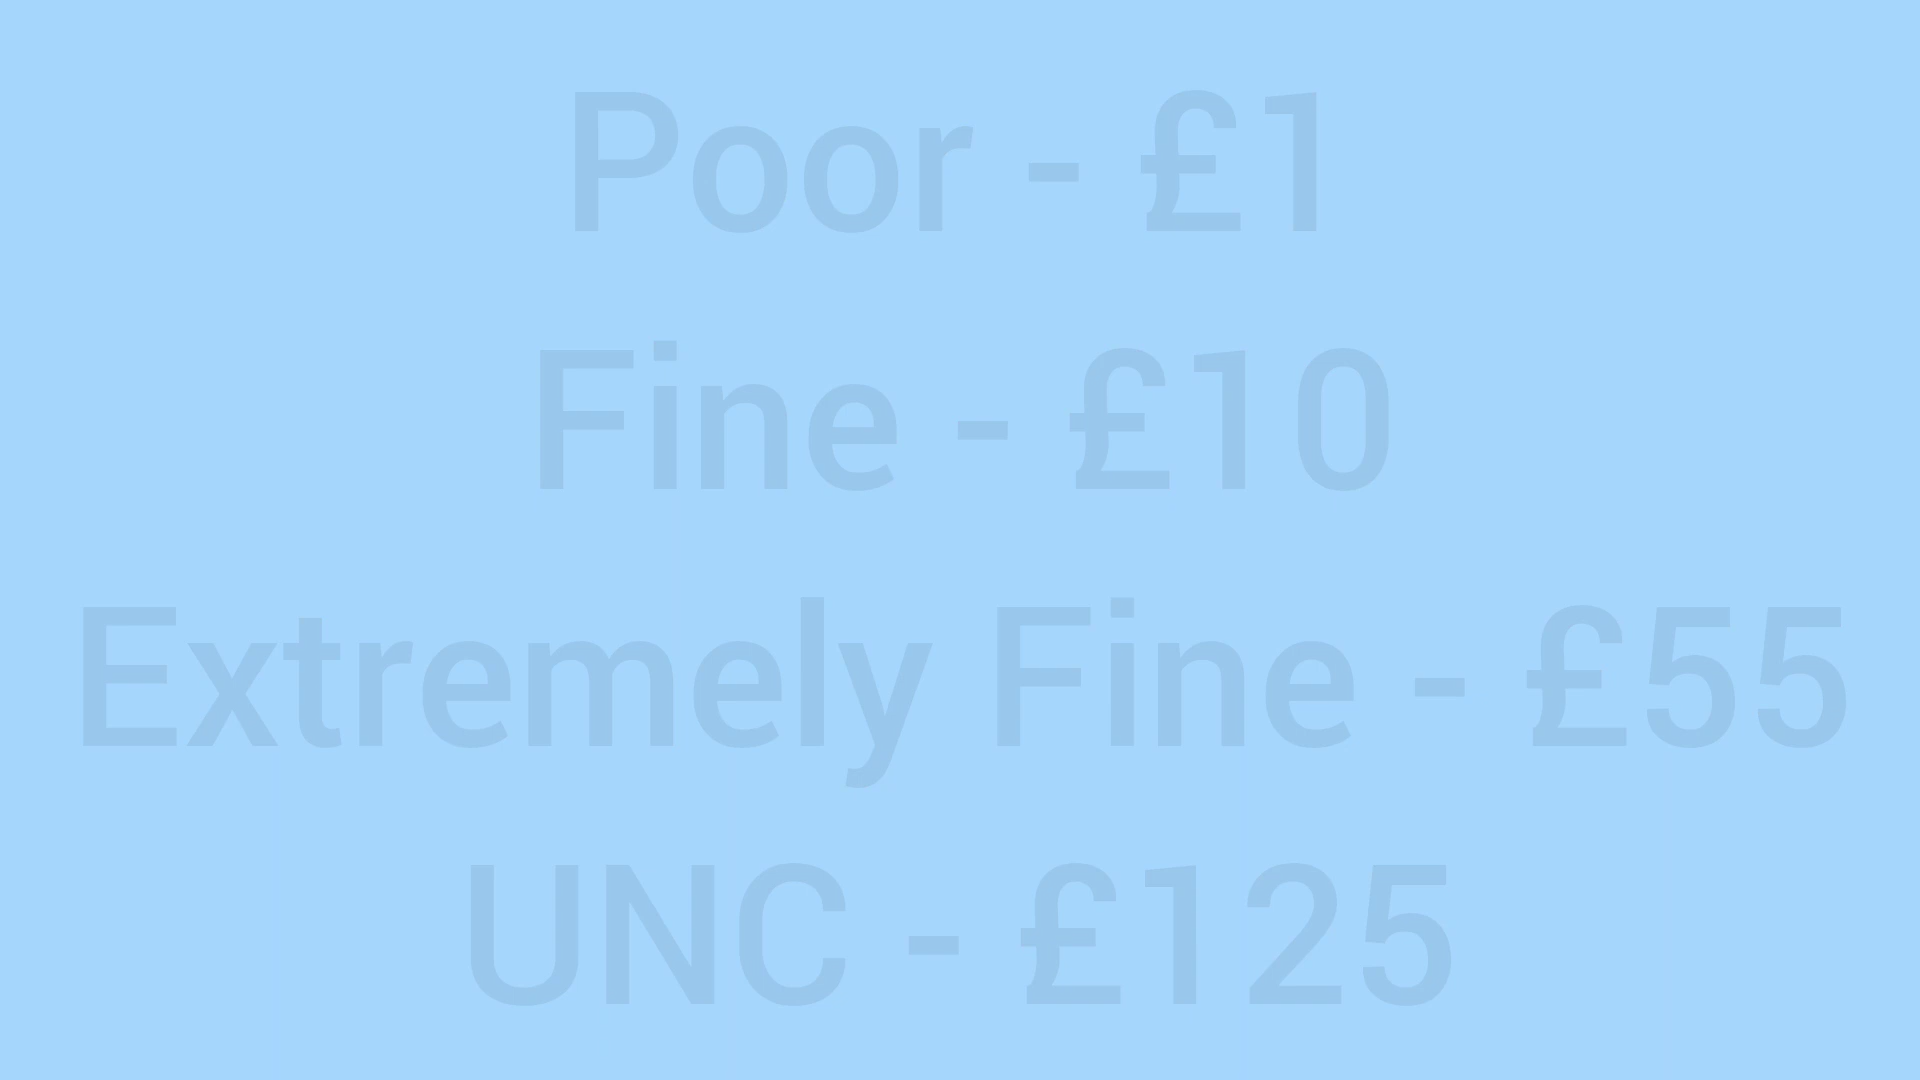 Poor - £1
Fine - £10
Extremely Fine - £55
UNC - £125